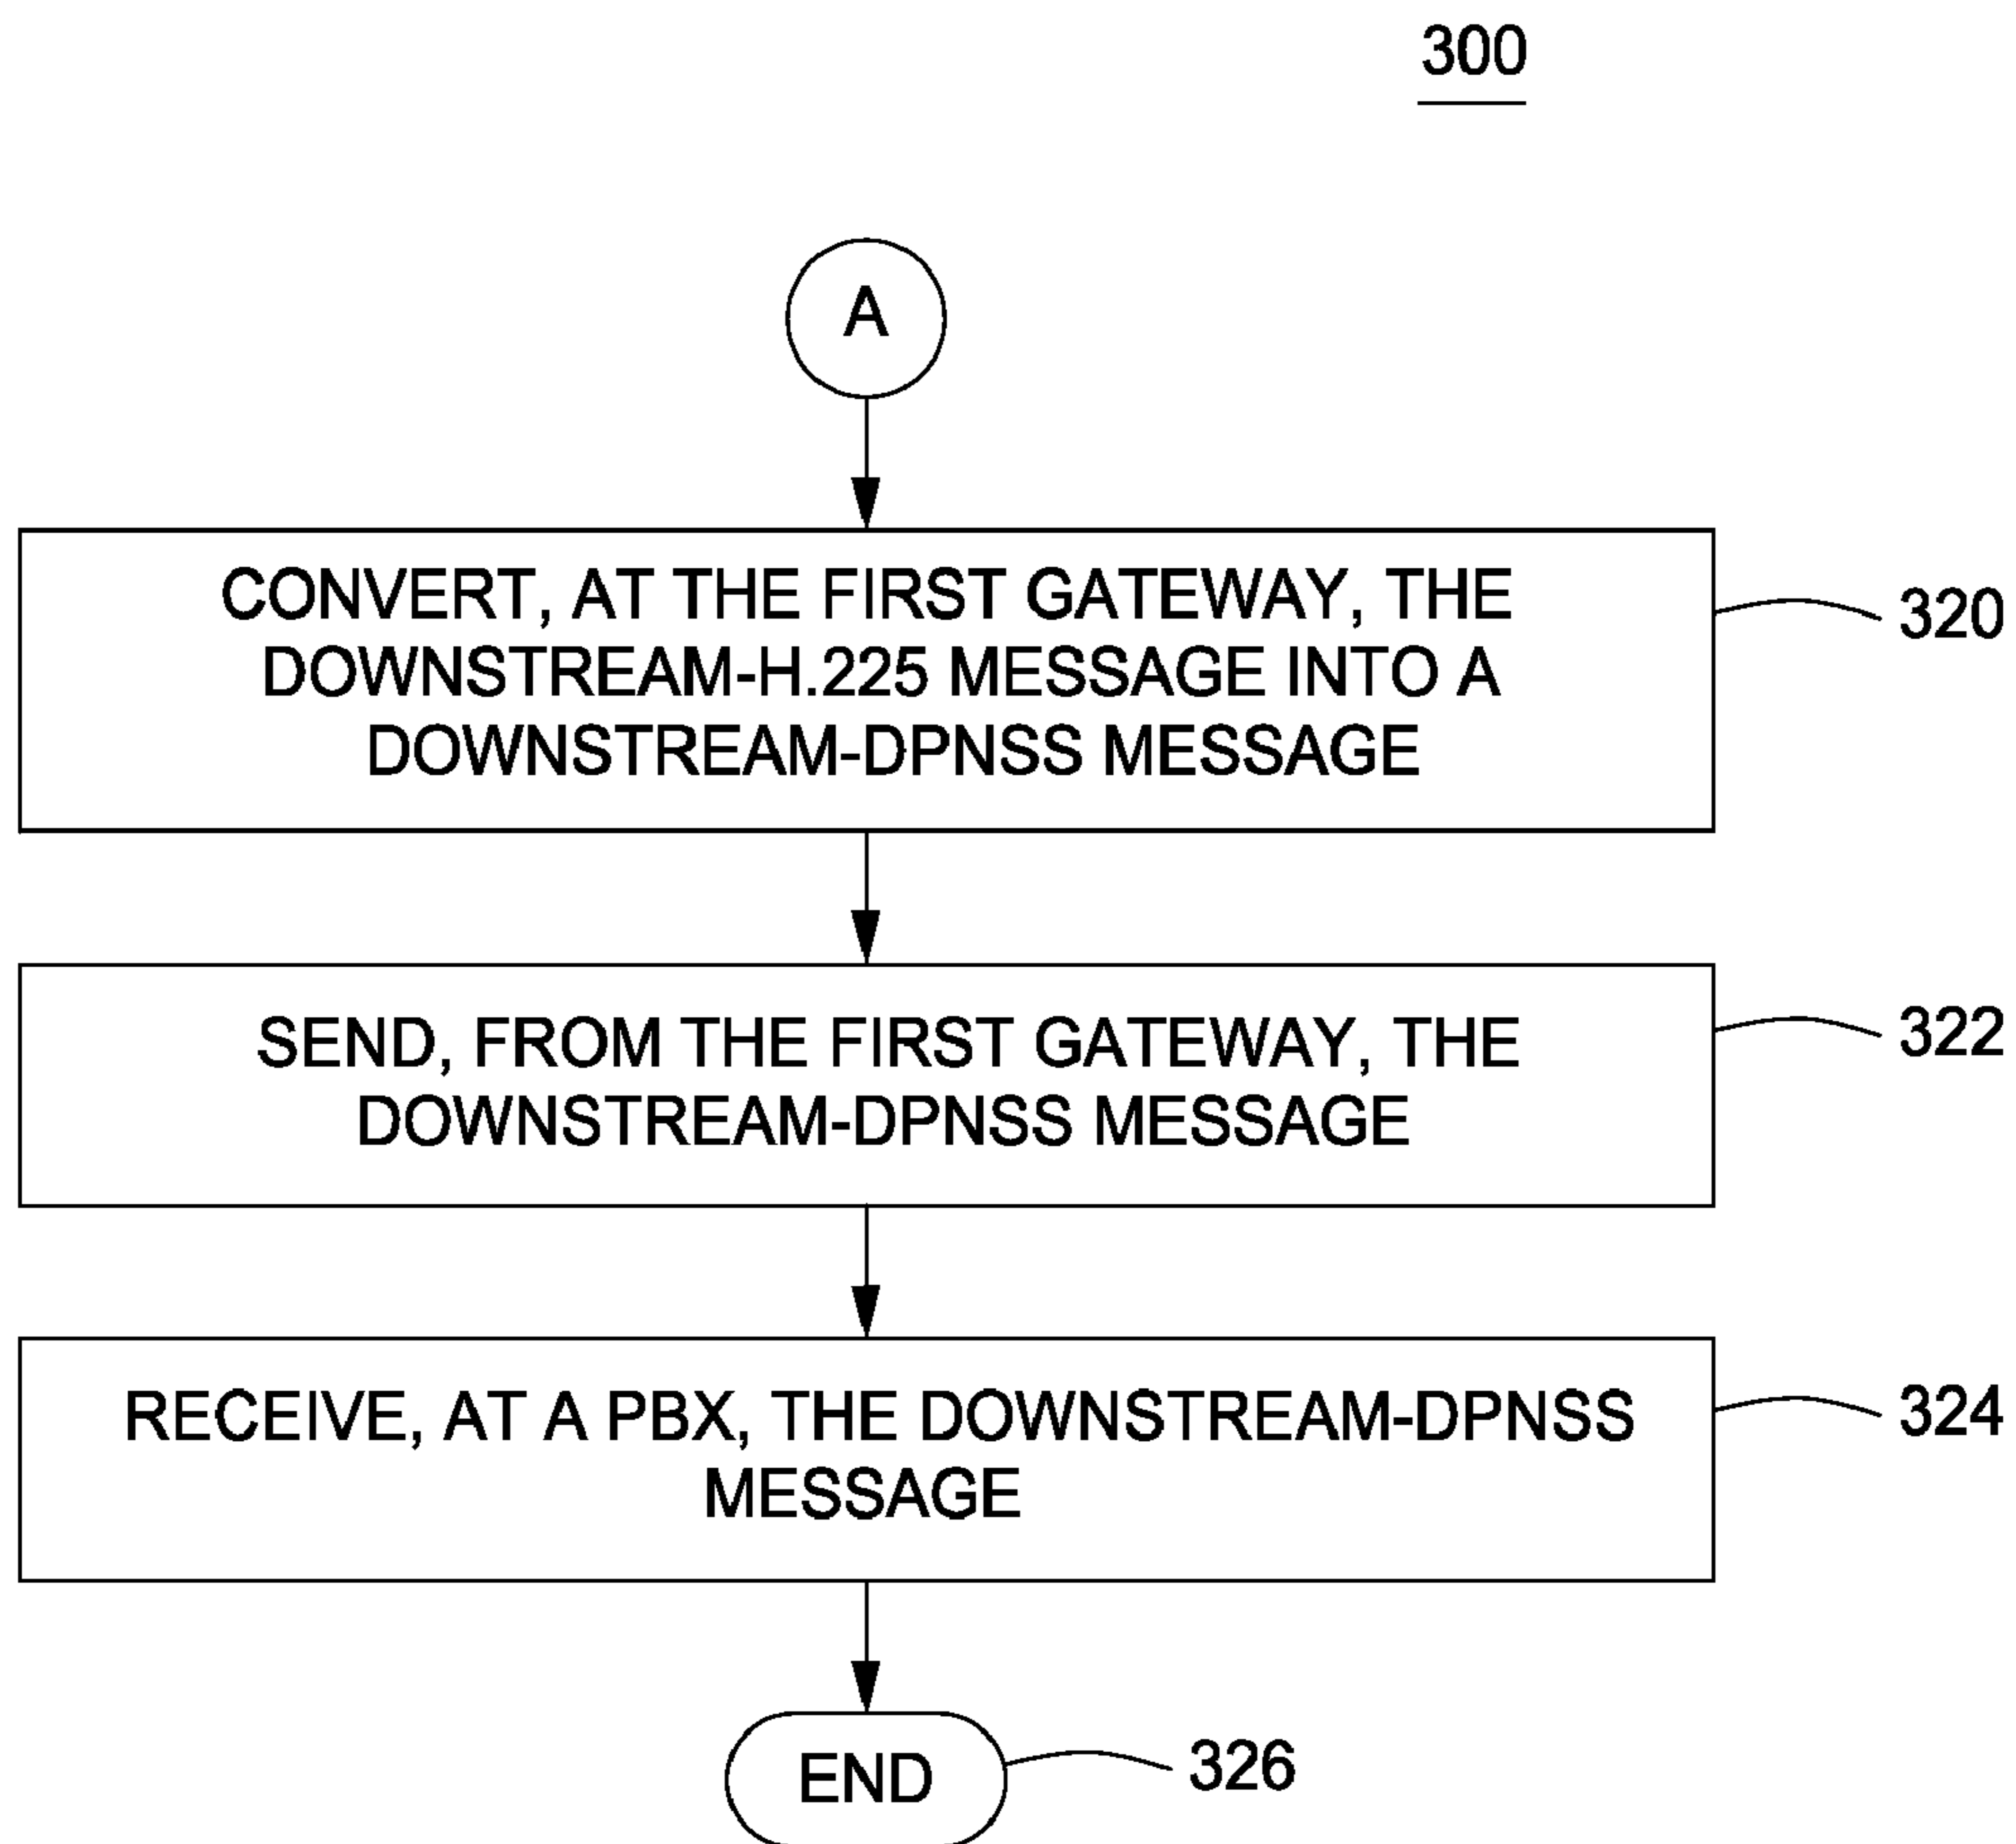 300
A
CONVERT, AT THE FIRST GATEWAY, THE
DOWNSTREAM-H.225 MESSAGE INTO A
DOWNSTREAM-DPNSS MESSAGE
320
SEND, FROM THE FIRST GATEWAY, THE
DOWNSTREAM-DPNSS MESSAGE
322
RECEIVE, AT A PBX, THE DOWNSTREAM-DPNSS
MESSAGE
324
END
326